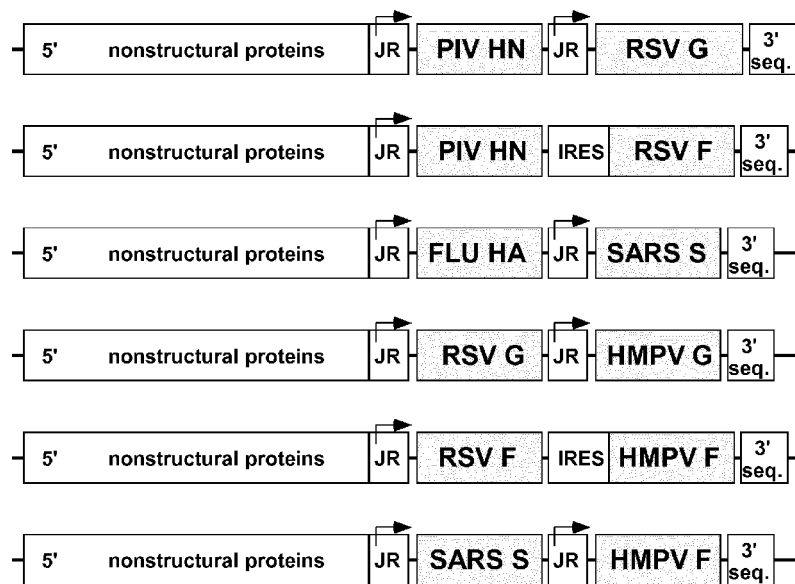 5' nonstructural proteins JR PIV HN JR RSV G 3' seq.
5' nonstructural proteins JR PIV HN IRES RSV F 3' seq.
5' nonstructural proteins JR FLU HA JR SARS S 3' seq.
5' nonstructural proteins JR RSV G JR HMPV G 3' seq.
5' nonstructural proteins JR RSV F IRES HMPV F 3' seq.
5' nonstructural proteins JR SARS S JR HMPV F 3' seq.